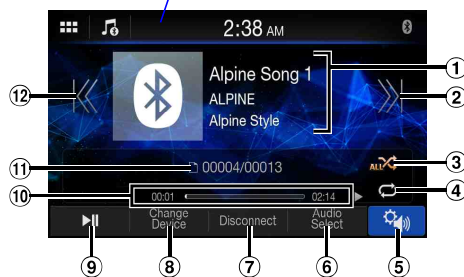 2:38 AM
Alpine Song 1
①
ALPINE
⑫
②
Alpine Style
⑪
00004/00013
ALL
③
⑩
00:01
02:14
④
Change Device
Disconnect
Audio Select
⑨
⑧
⑦
⑥
⑤